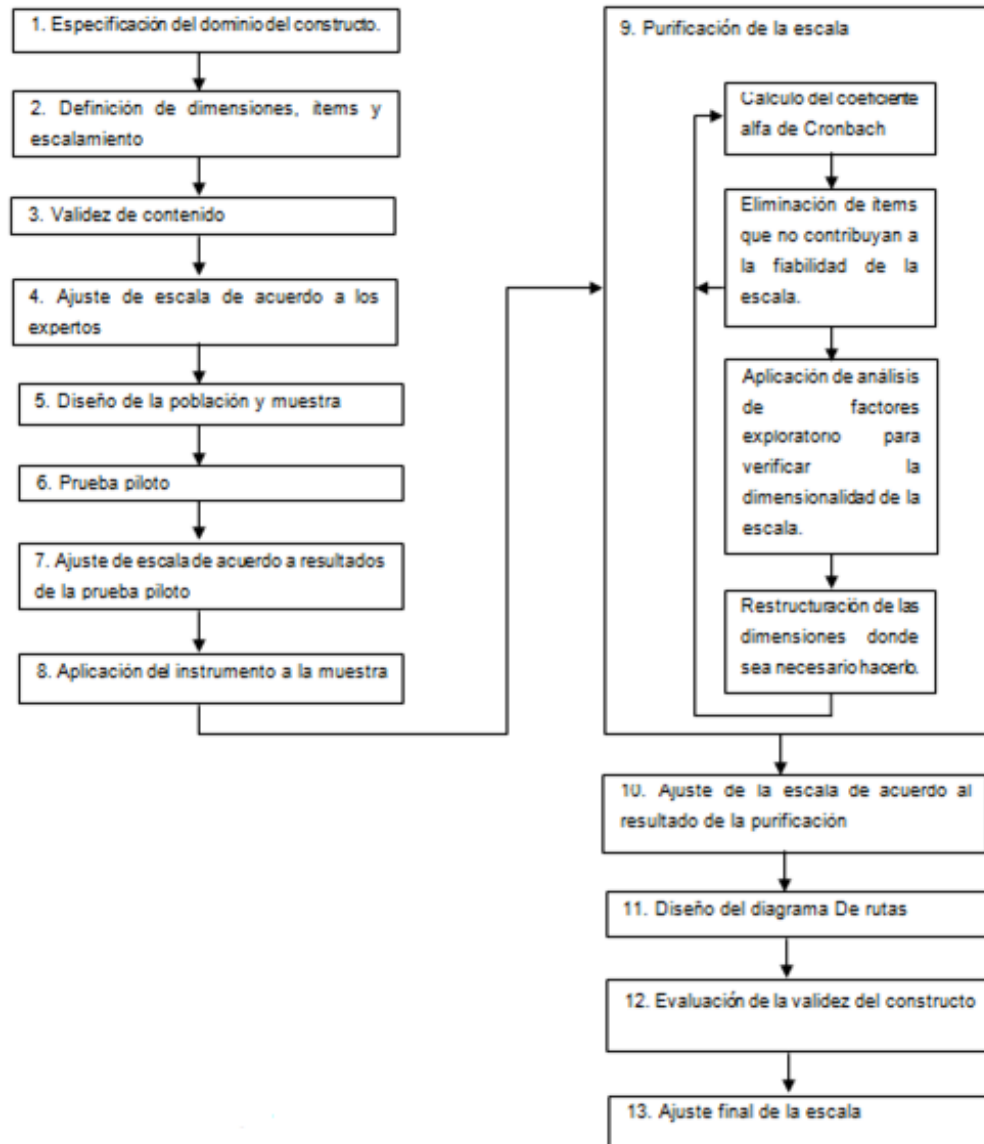 1. Especificación del dominio del constructo.
2. Definición de dimensiones, ítems y
escalamiento
3. Validez de contenido
4. Ajuste de escala de acuerdo a los
expertos
5. Diseño de la población y muestra
6. Prueba piloto
7. Ajuste de escala de acuerdo a resultados
de la prueba piloto
8. Aplicación del instrumento a la muestra
9. Purificación de la escala
Calculo del coeficiente
alfa de Cronbach
Eliminación de ítems
que no contribuyan a
la fiabilidad de la
escala.
Aplicación de análisis
de factores
exploratorio para
verificar la
dimensionalidad de la
escala.
Restructuración de las
dimensiones donde
sea necesario hacerlo.
10. Ajuste de la escala de acuerdo al
resultado de la purificación
11. Diseño del diagrama De rutas
12. Evaluación de la validez del constructo
13. Ajuste final de la escala